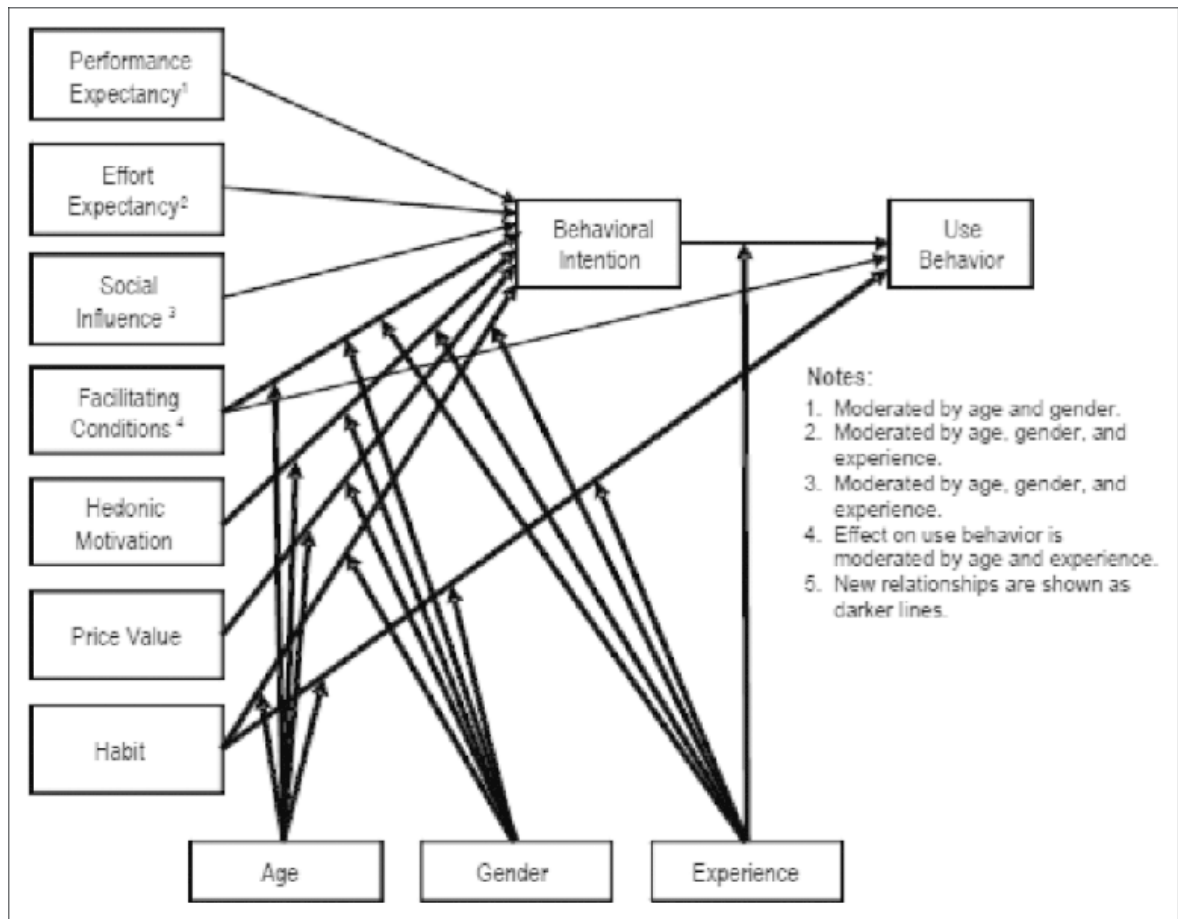 Performance
Expectancy¹
Effort
Expectancy²
Social
Influence ³
Facilitating
Conditions ⁴
Hedonic
Motivation
Price Value
Habit
Behavioral
Intention
Use
Behavior
Notes:
1. Moderated by age and gender.
2. Moderated by age, gender, and
experience.
3. Moderated by age, gender, and
experience.
4. Effect on use behavior is
moderated by age and experience.
5. New relationships are shown as
darker lines.
Age
Gender
Experience